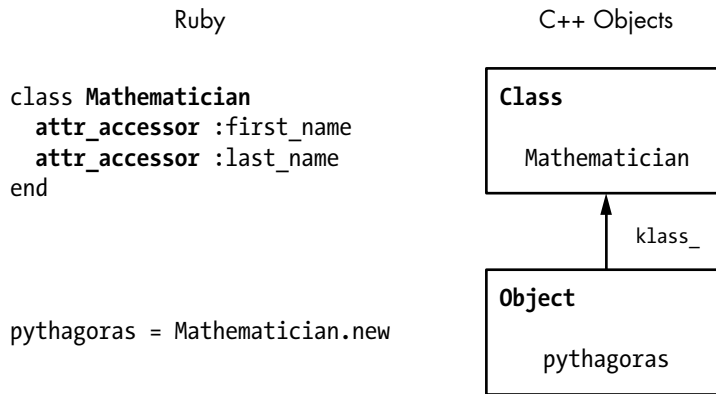 Ruby
class Mathematician
  attr_accessor :first_name
  attr_accessor :last_name
end
pythagoras = Mathematician.new
C++ Objects
Class
Mathematician
klass_
Object
pythagoras